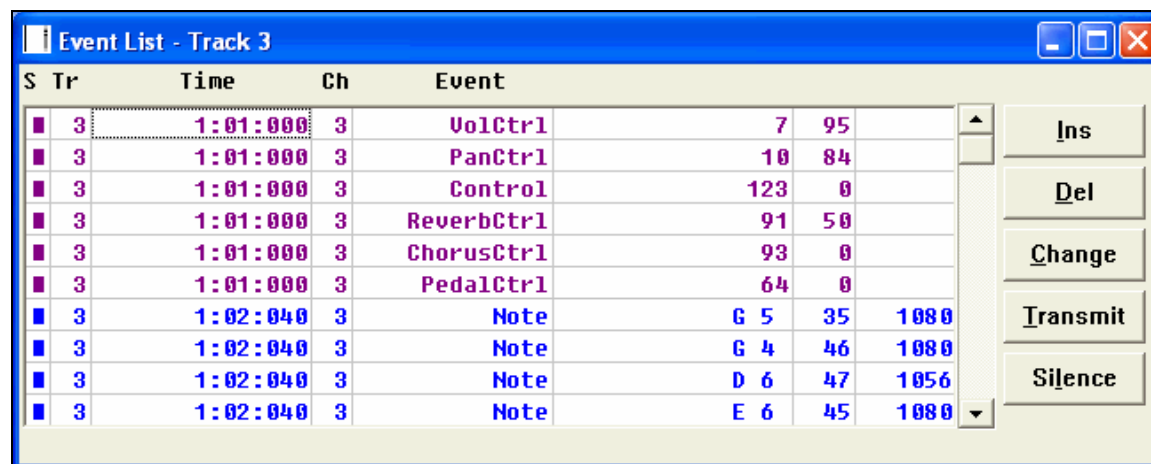 Event List - Track 3
S Tr Time Ch Event
3 1:01:000 3 VolCtrl 7 95
3 1:01:000 3 PanCtrl 10 84
3 1:01:000 3 Control 123 0
3 1:01:000 3 ReverbCtrl 91 50
3 1:01:000 3 ChorusCtrl 93 0
3 1:01:000 3 PedalCtrl 64 0
3 1:02:040 3 Note G 5 35 1080
3 1:02:040 3 Note G 4 46 1080
3 1:02:040 3 Note D 6 47 1056
3 1:02:040 3 Note E 6 45 1080
Ins
Del
Change
Transmit
Silence